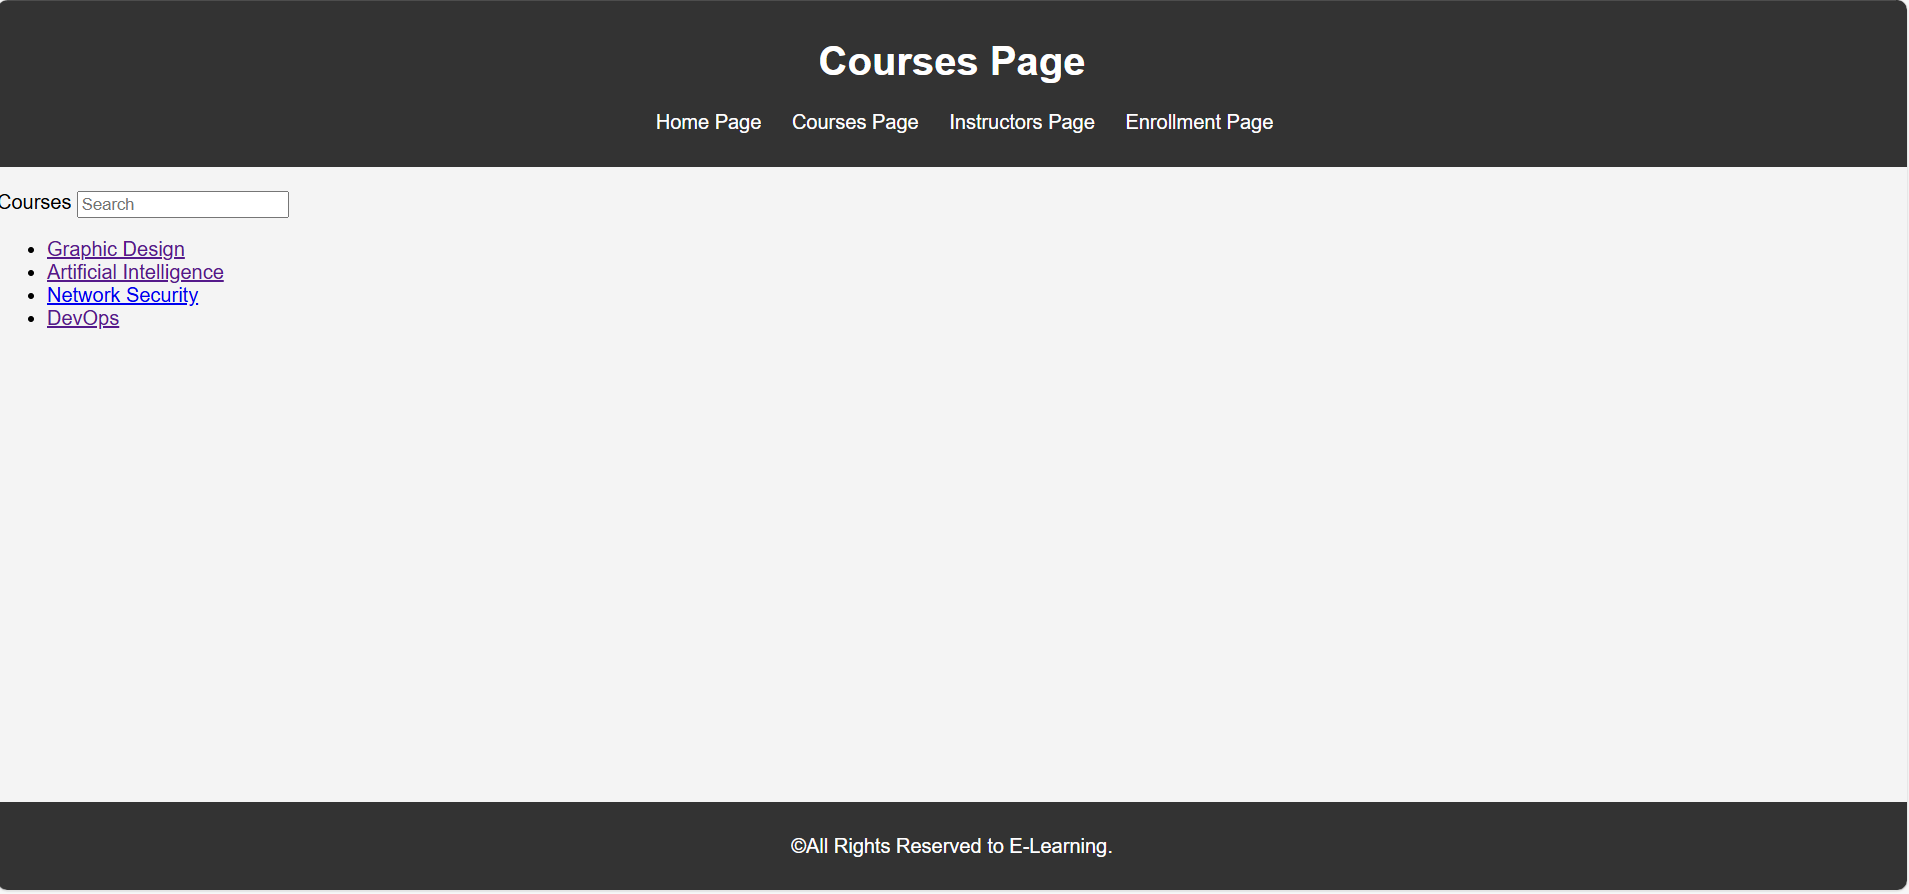 Courses Page
Home Page Courses Page Instructors Page Enrollment Page
Courses Search
Graphic Design
Artificial Intelligence
Network Security
DevOps
©All Rights Reserved to E-Learning.